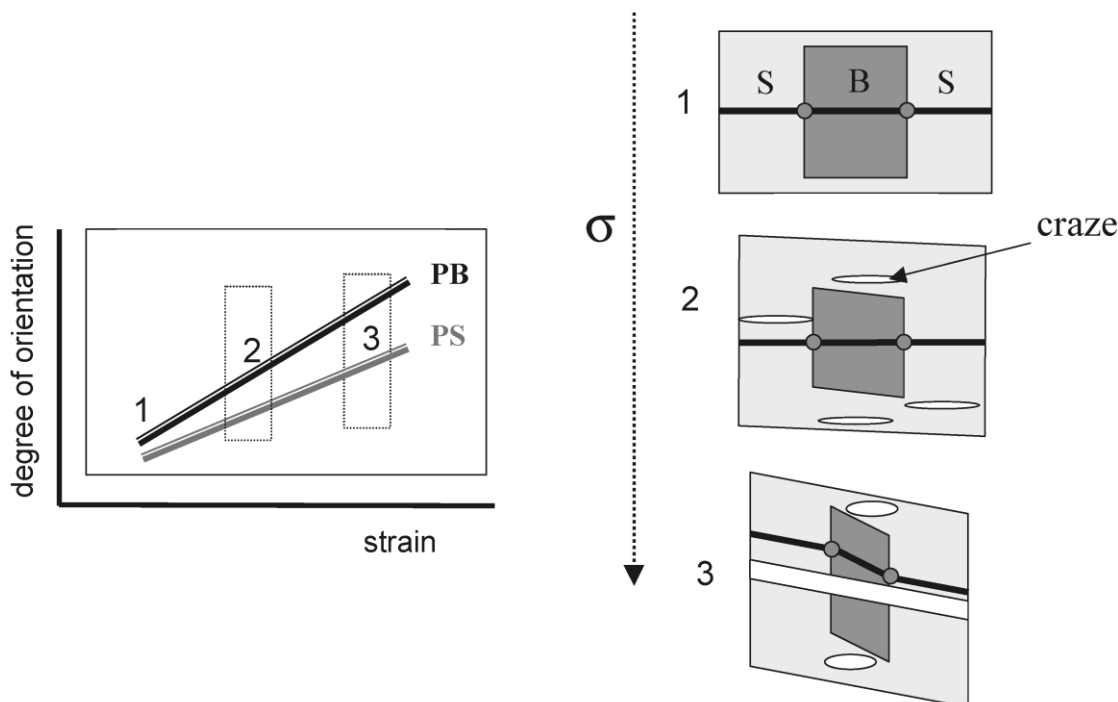 degree of orientation
1
2
3
PB
PS
strain
σ
1
S B S
2
craze
3